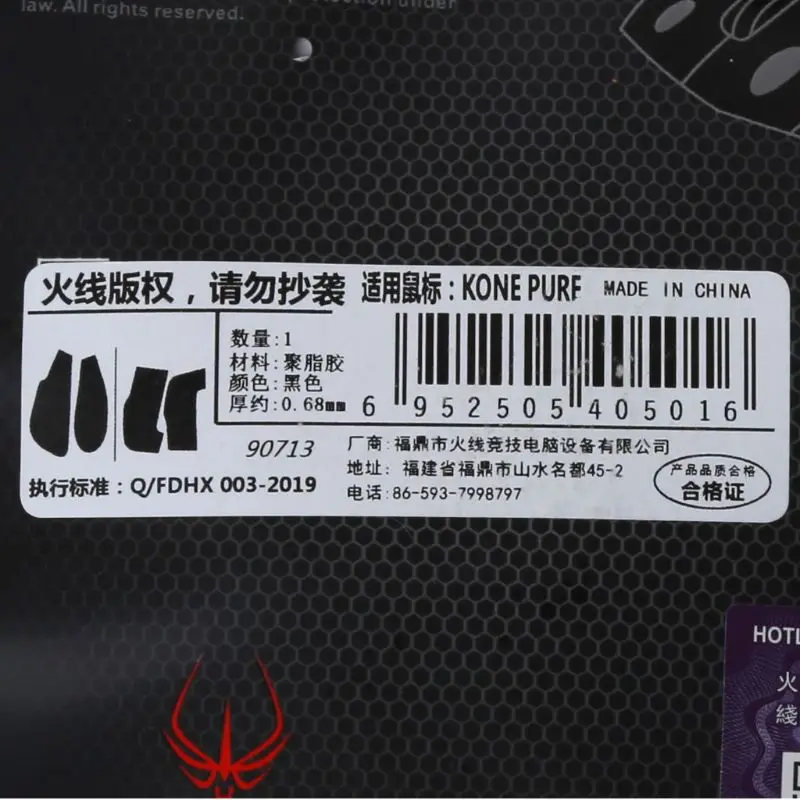 law. All rights reserved.
protection under
火线版权，请勿抄袭 适用鼠标：KONE PURE MADE IN CHINA
数量：1
材料：聚脂胶
颜色：黑色
厚约：0.68mm
6 952505 405016
90713
厂商：福鼎市火线竞技电脑设备有限公司
地址：福建省福鼎市山水名都45-2
电话：86-593-7998797
执行标准：Q/FDHX 003-2019
产品品质合格
合格证
HOTL
火
綫